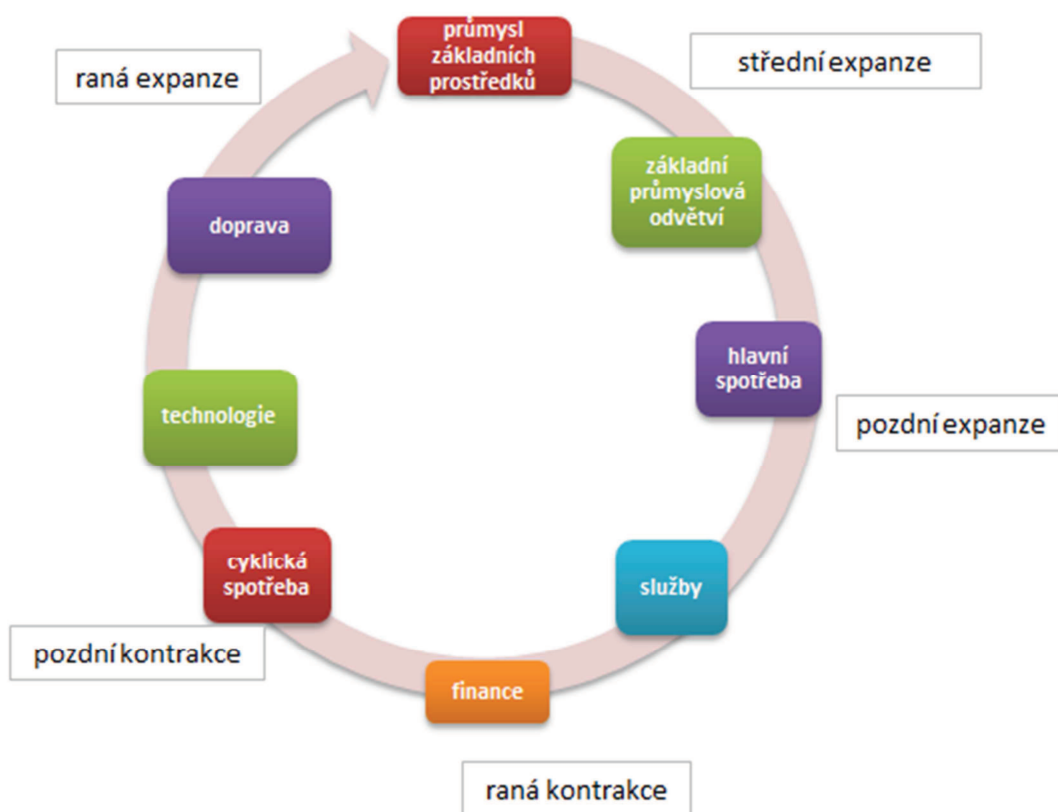 průmysl
základních
prostředků
raná expanze
střední expanze
základní
průmyslová
odvětví
doprava
hlavní
spotřeba
technologie
pozdní expanze
cyklická
spotřeba
služby
pozdní kontrakce
finance
raná kontrakce